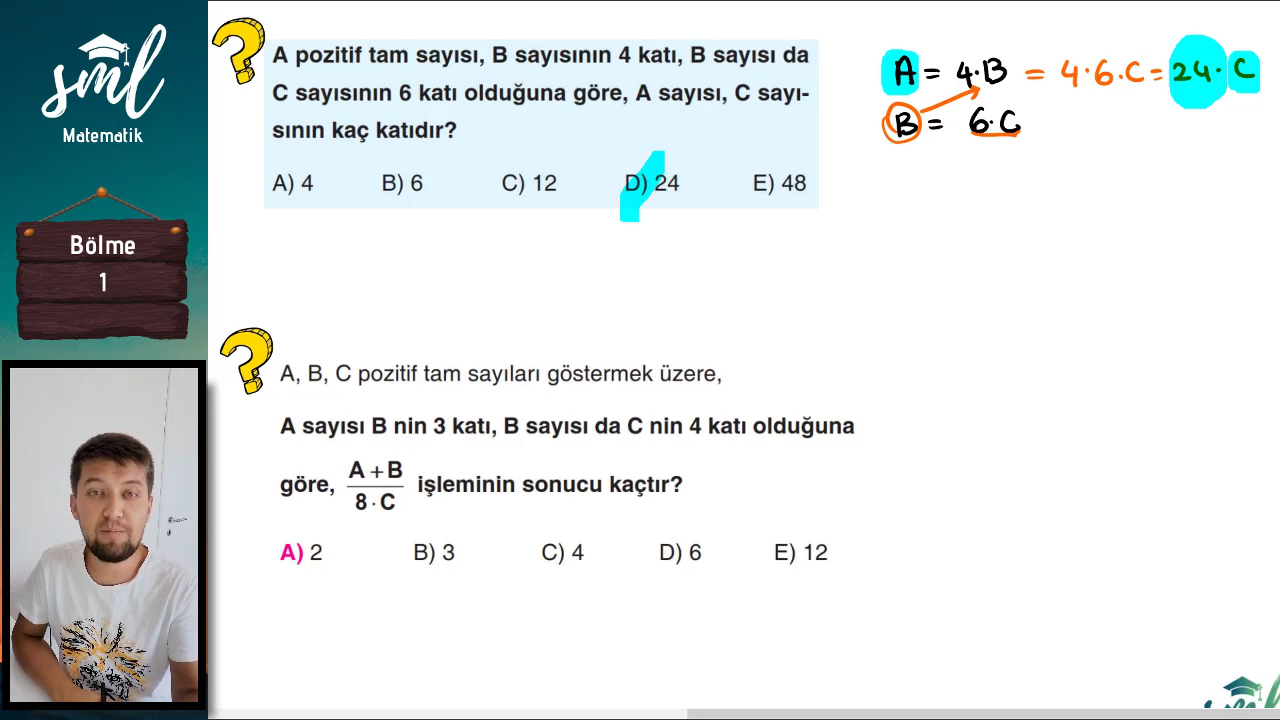 sml
Matematik
Bölme
1
A pozitif tam sayısı, B sayısının 4 katı, B sayısı da
C sayısının 6 katı olduğuna göre, A sayısı, C sayı-
sının kaç katıdır?
A) 4 B) 6 C) 12 D) 24 E) 48
A = 4·B = 4·6·C = 24·C
B = 6·C
A, B, C pozitif tam sayıları göstermek üzere,
A sayısı B nin 3 katı, B sayısı da C nin 4 katı olduğuna
göre, A + B / 8 · C işleminin sonucu kaçtır?
A) 2 B) 3 C) 4 D) 6 E) 12
sml